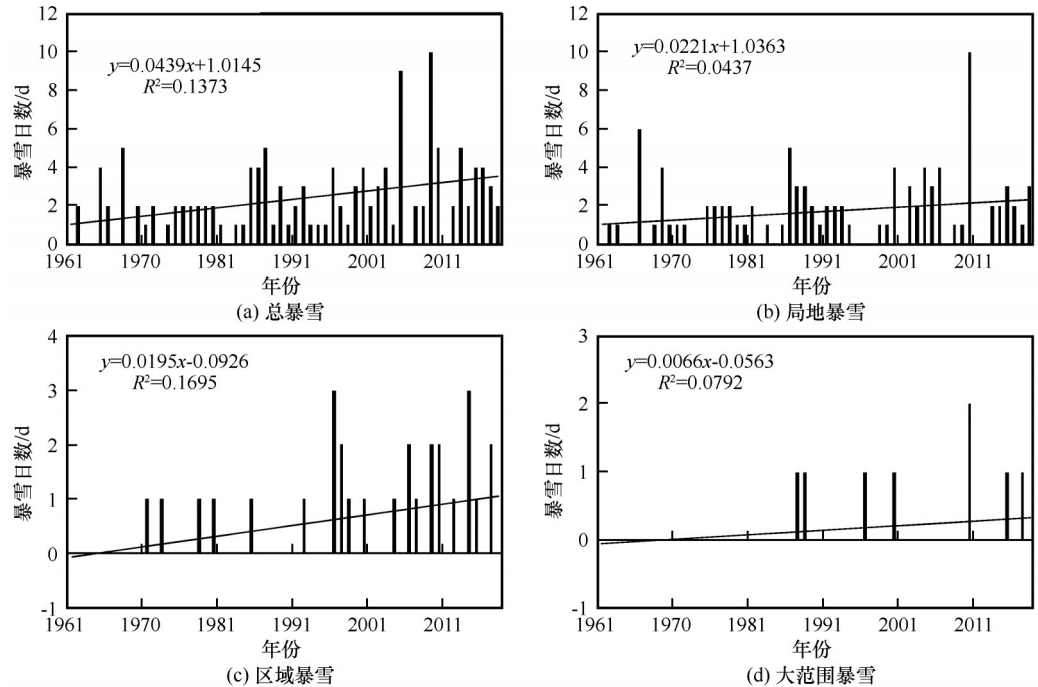 12
10
8
6
4
2
0
暴雪日数/d
y=0.0439x+1.0145
R²=0.1373
1961 1970 1981 1991 2001 2011
年份
(a) 总暴雪
12
10
8
6
4
2
0
暴雪日数/d
y=0.0221x+1.0363
R²=0.0437
1961 1970 1981 1991 2001 2011
年份
(b) 局地暴雪
4
3
2
1
0
-1
暴雪日数/d
y=0.0195x-0.0926
R²=0.1695
1961 1970 1981 1991 2001 2011
年份
(c) 区域暴雪
3
2
1
0
-1
暴雪日数/d
y=0.0066x-0.0563
R²=0.0792
1961 1970 1981 1991 2001 2011
年份
(d) 大范围暴雪